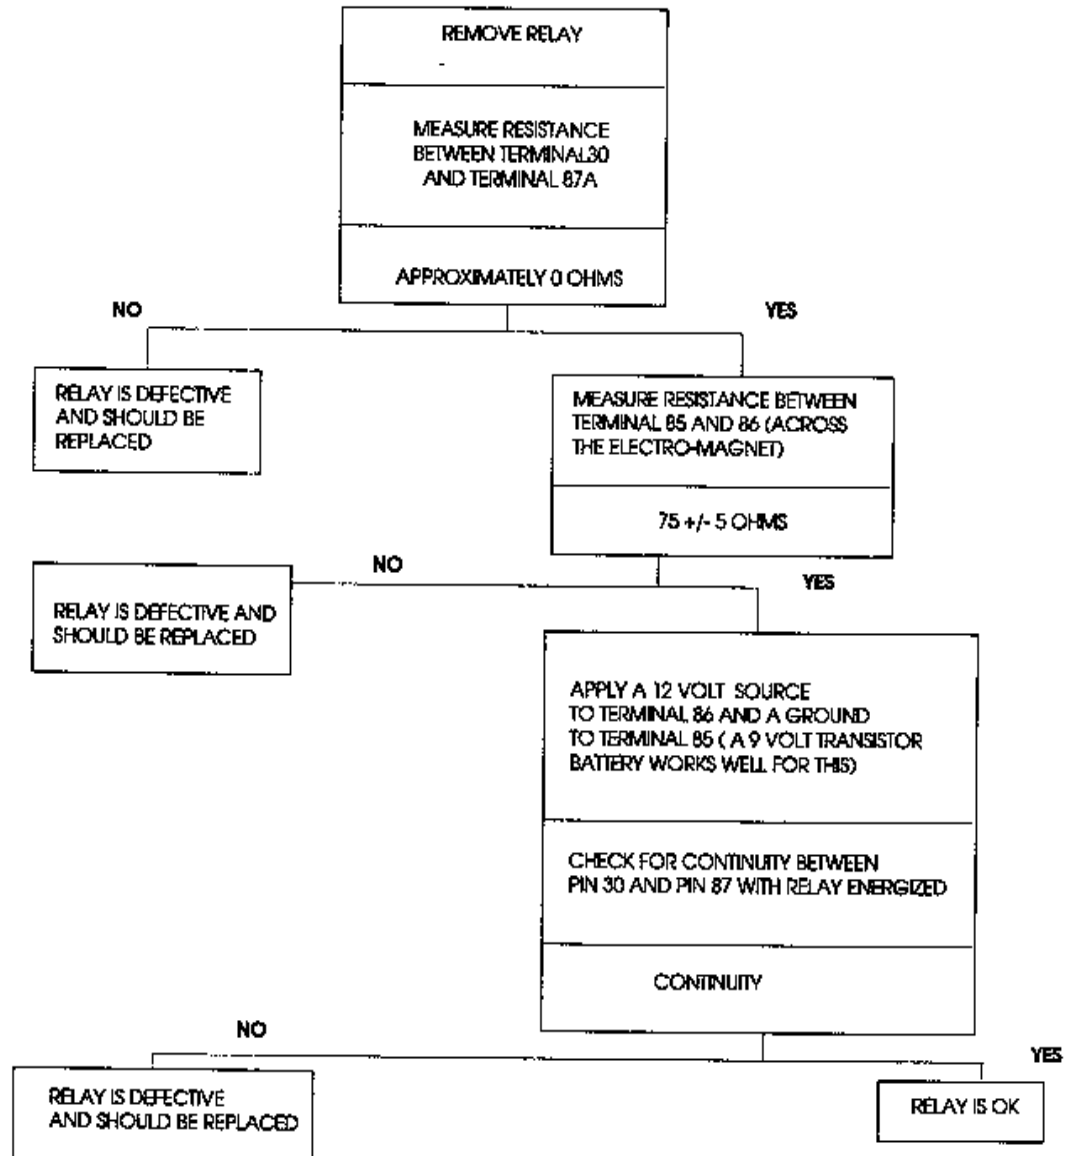 REMOVE RELAY
MEASURE RESISTANCE
BETWEEN TERMINAL30
AND TERMINAL 87A
APPROXIMATELY 0 OHMS
NO
YES
RELAY IS DEFECTIVE
AND SHOULD BE
REPLACED
MEASURE RESISTANCE BETWEEN
TERMINAL 85 AND 86 (ACROSS
THE ELECTRO-MAGNET)
75 +/- 5 OHMS
NO
YES
RELAY IS DEFECTIVE AND
SHOULD BE REPLACED
APPLY A 12 VOLT SOURCE
TO TERMINAL 86 AND A GROUND
TO TERMINAL 85 ( A 9 VOLT TRANSISTOR
BATTERY WORKS WELL FOR THIS)
CHECK FOR CONTINUITY BETWEEN
PIN 30 AND PIN 87 WITH RELAY ENERGIZED
CONTINUITY
NO
YES
RELAY IS DEFECTIVE
AND SHOULD BE REPLACED
RELAY IS OK